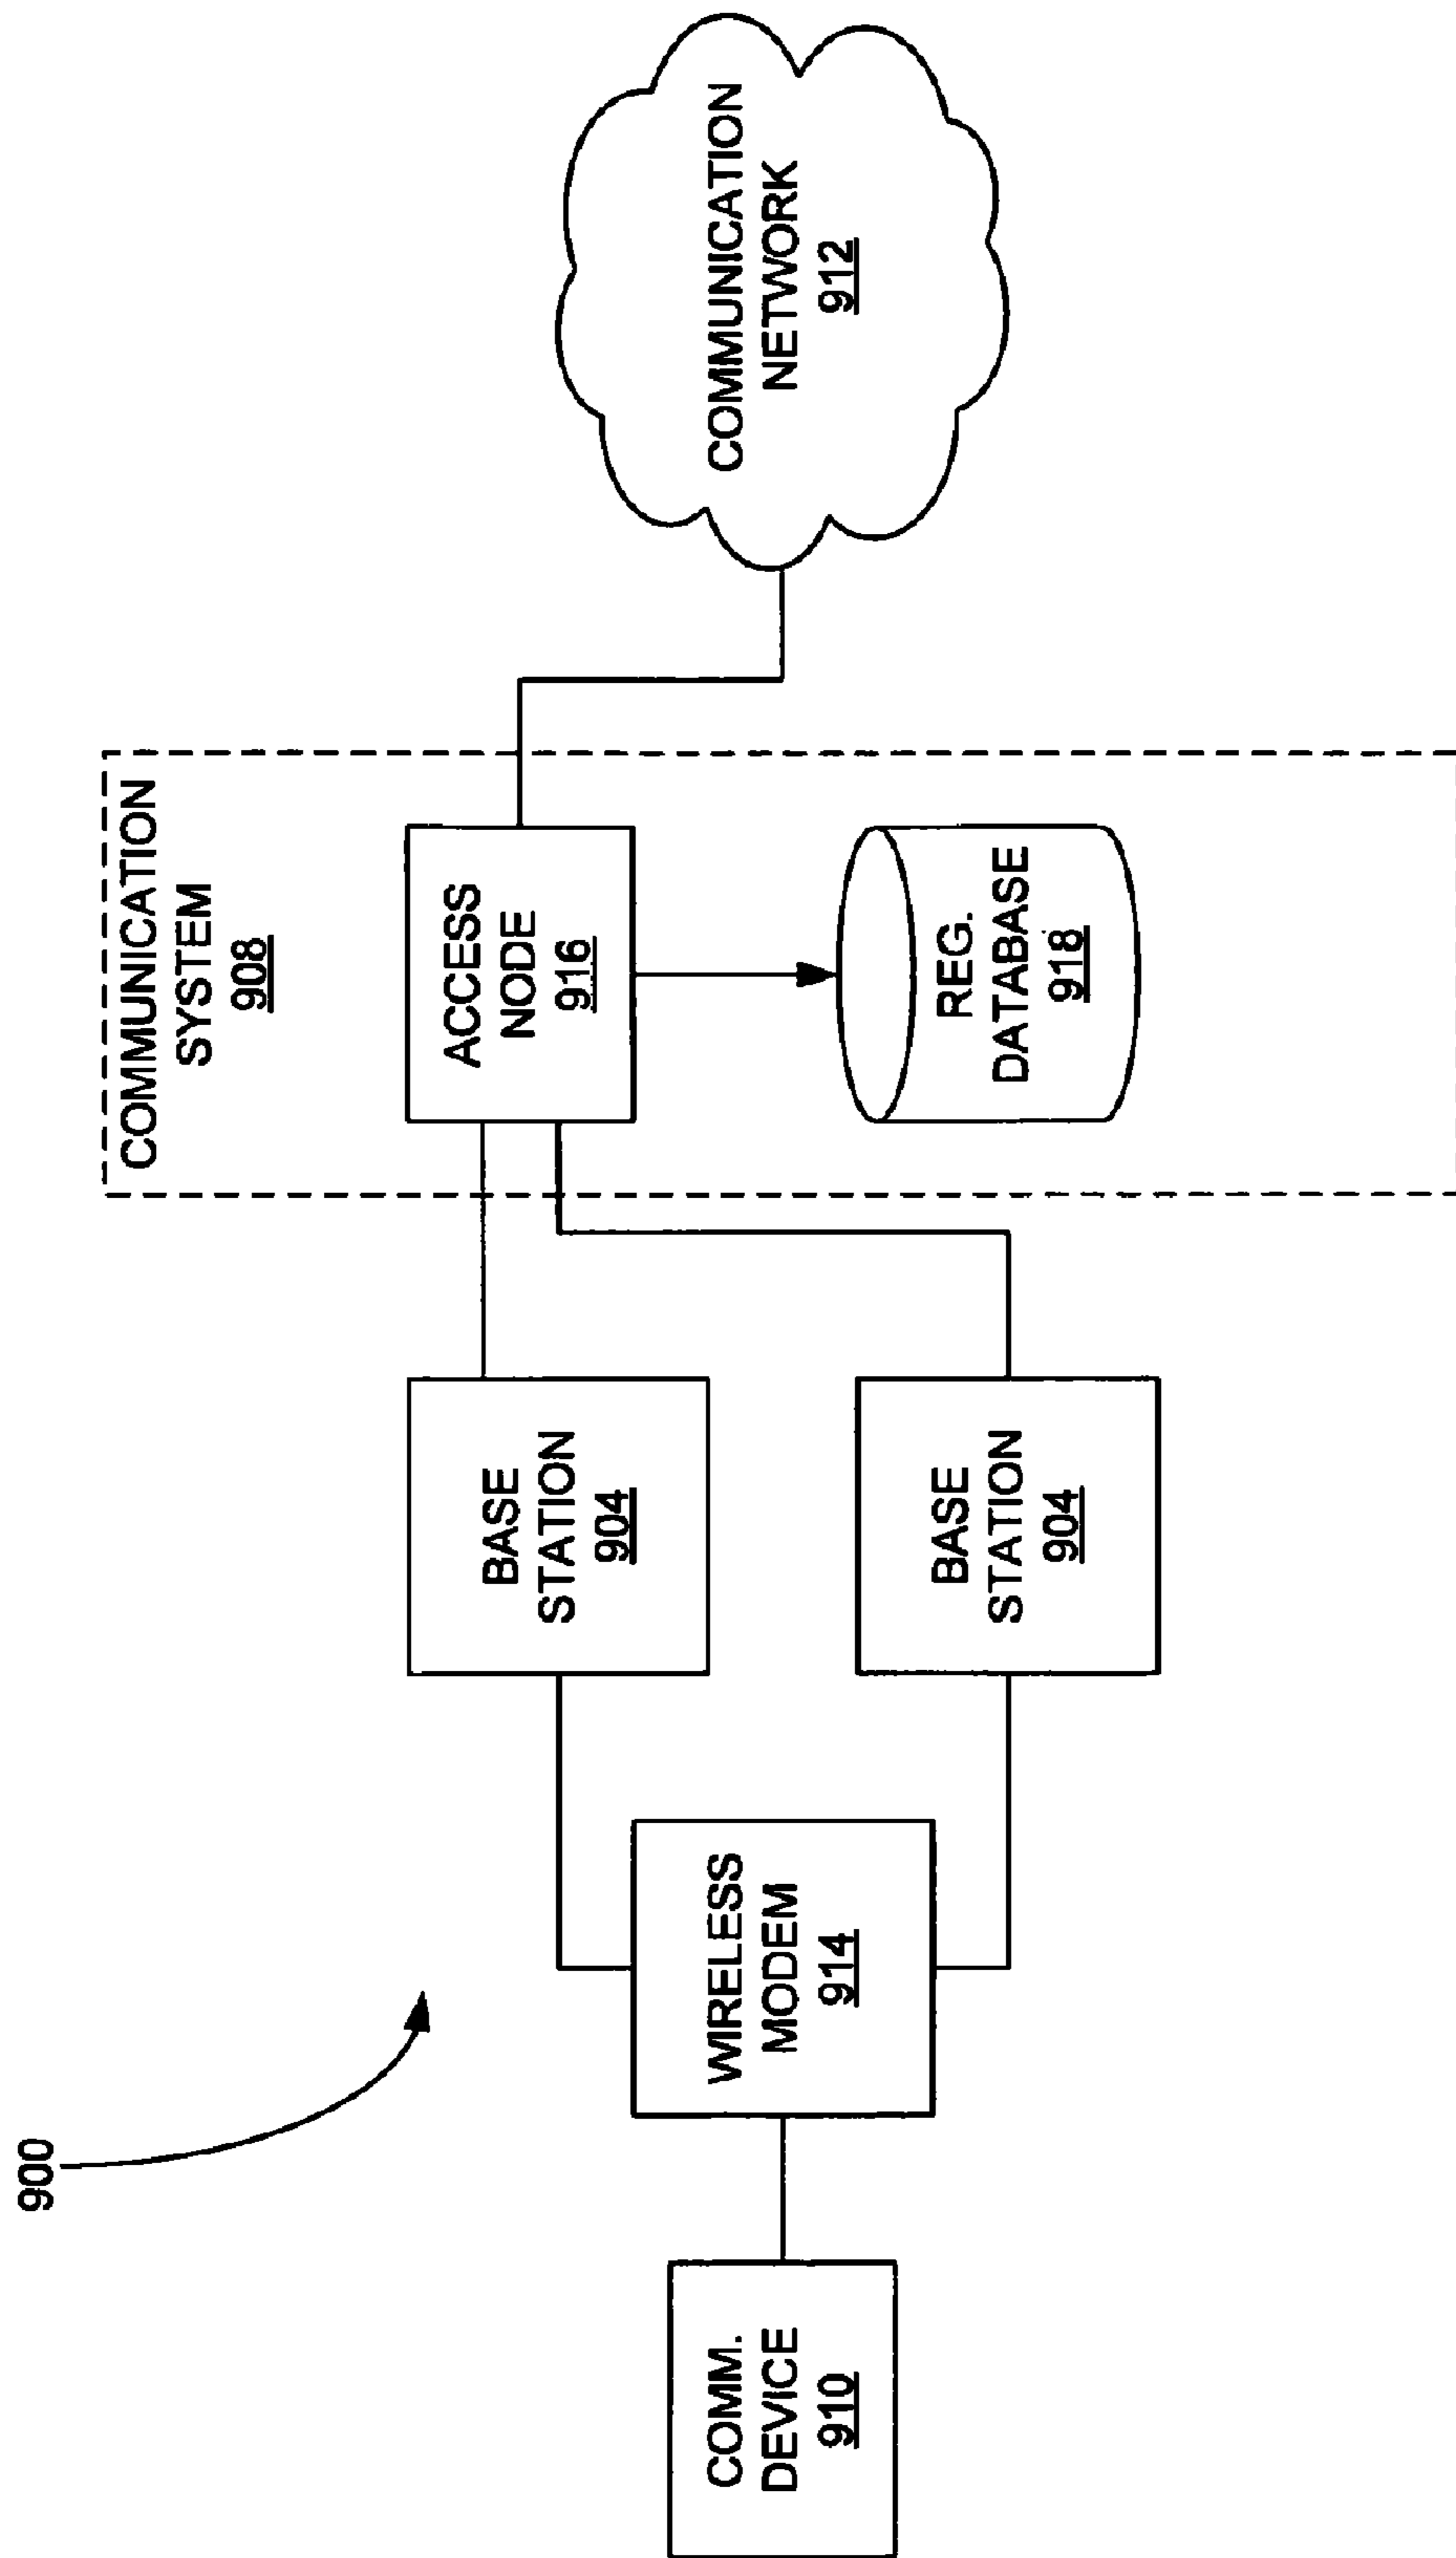 900
COMM.
DEVICE
910
WIRELESS
MODEM
914
BASE
STATION
904
BASE
STATION
904
COMMUNICATION
SYSTEM
908
ACCESS
NODE
916
REG.
DATABASE
918
COMMUNICATION
NETWORK
912